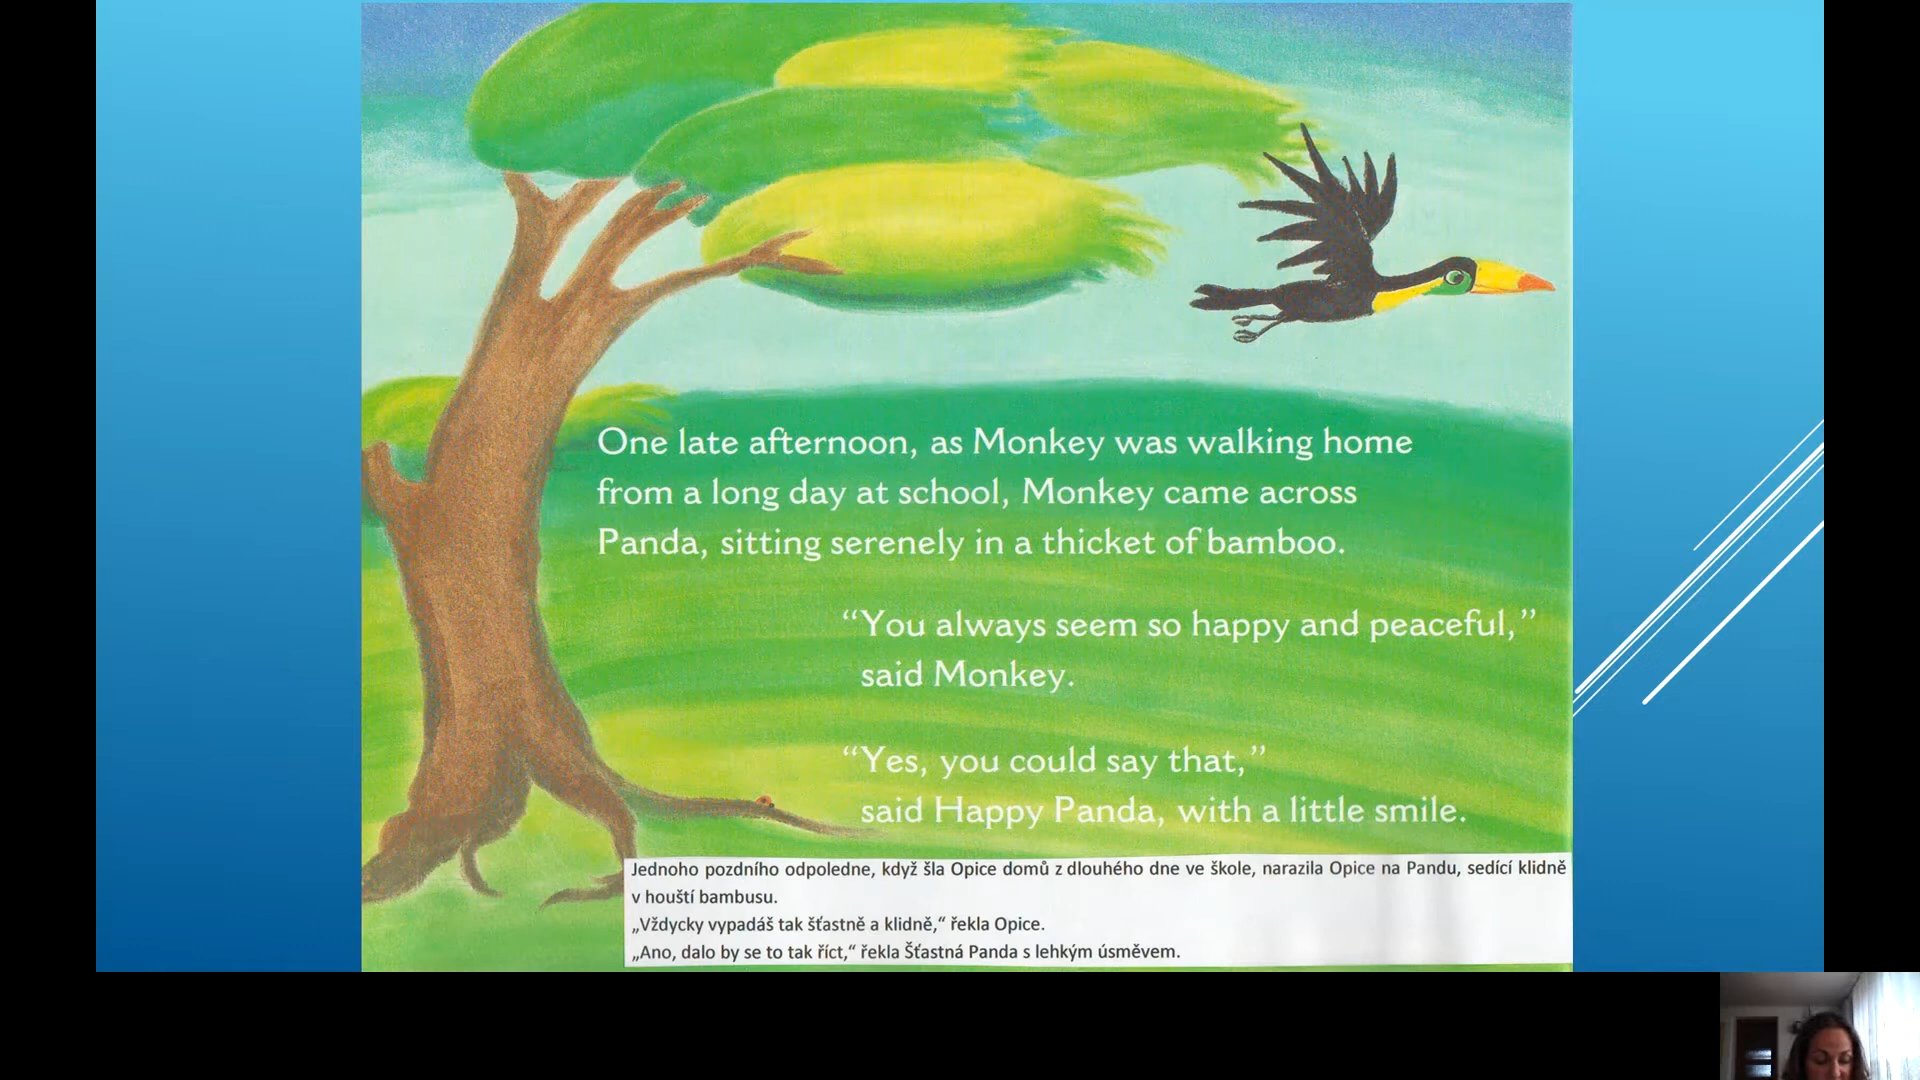 One late afternoon, as Monkey was walking home
from a long day at school, Monkey came across
Panda, sitting serenely in a thicket of bamboo.
“You always seem so happy and peaceful,”
said Monkey.
“Yes, you could say that,”
said Happy Panda, with a little smile.
Jednoho pozdního odpoledne, když šla Opice domů z dlouhého dne ve škole, narazila Opice na Pandu, sedící klidně
v houští bambusu.
„Vždycky vypadáš tak šťastně a klidně,“ řekla Opice.
„Ano, dalo by se to tak říct,“ řekla Šťastná Panda s lehkým úsměvem.